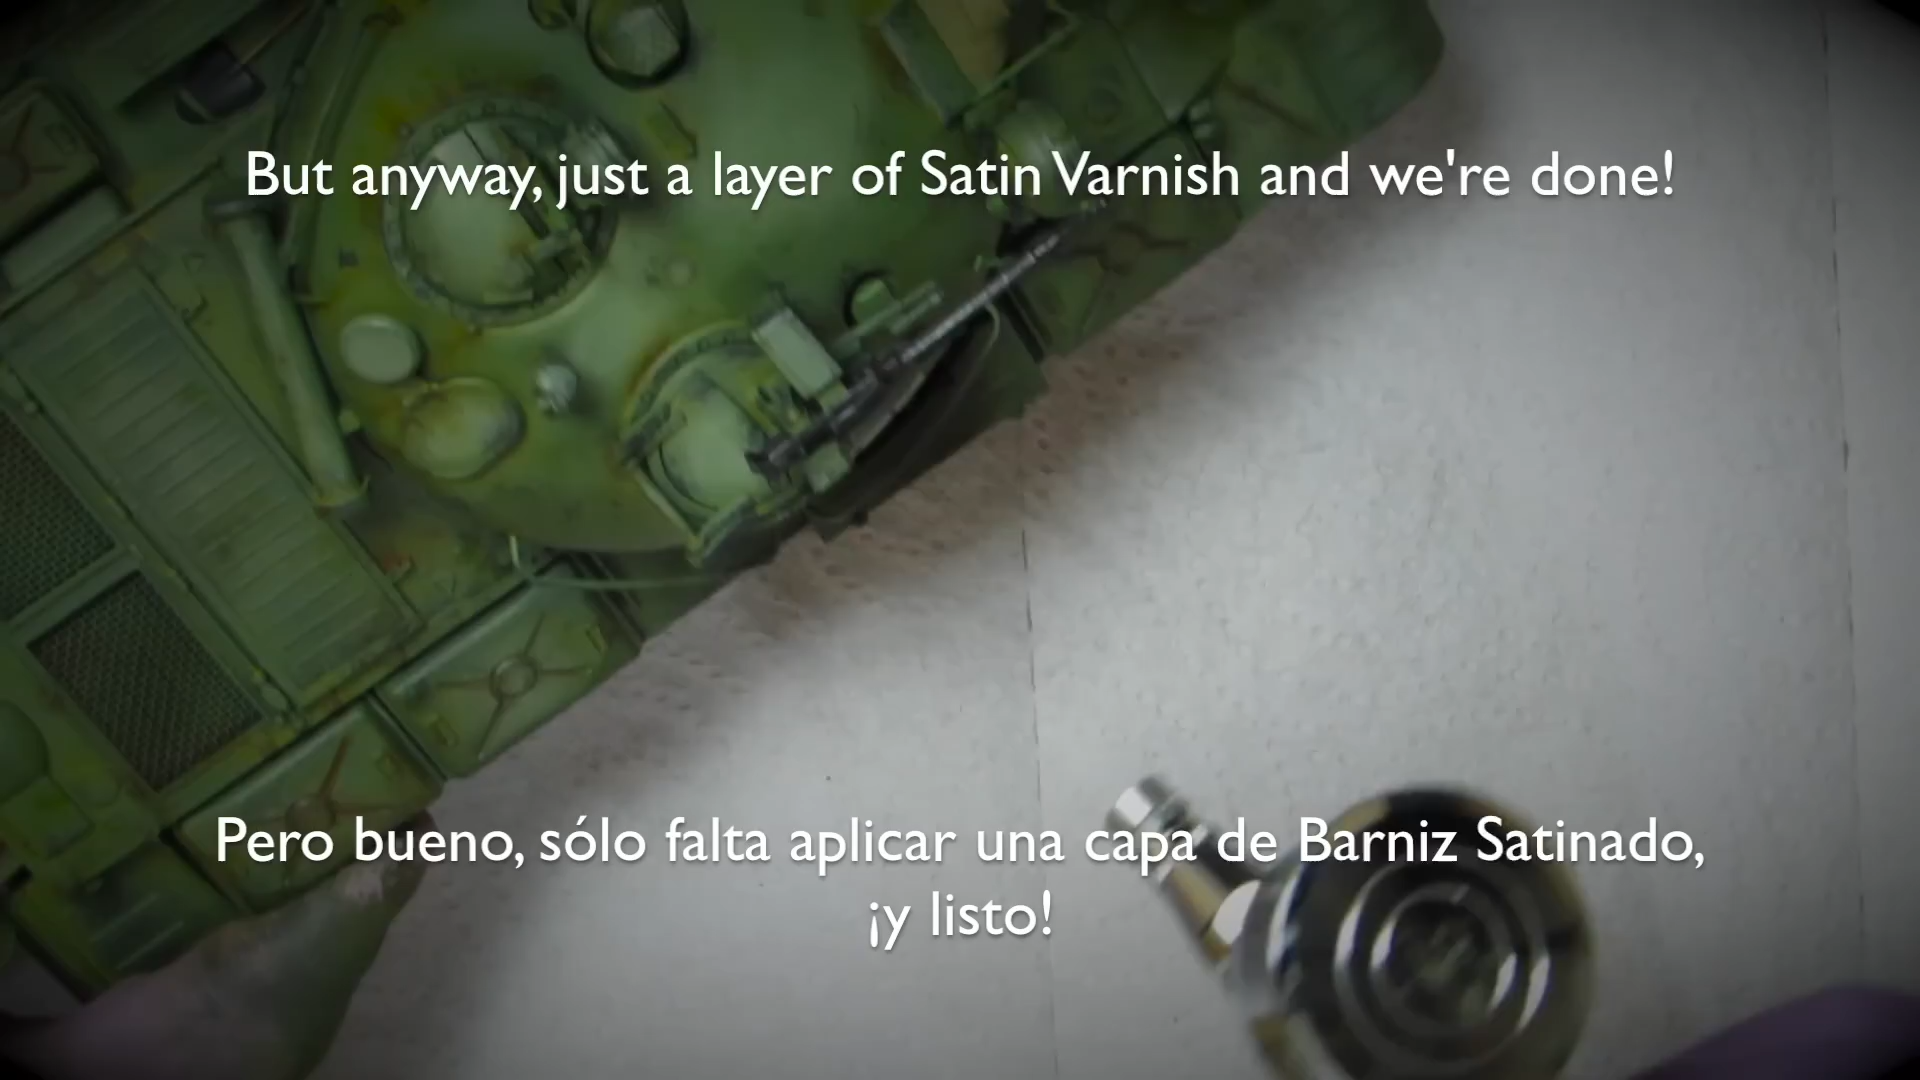 But anyway, just a layer of Satin Varnish and we're done!
Pero bueno, sólo falta aplicar una capa de Barniz Satinado,
¡y listo!